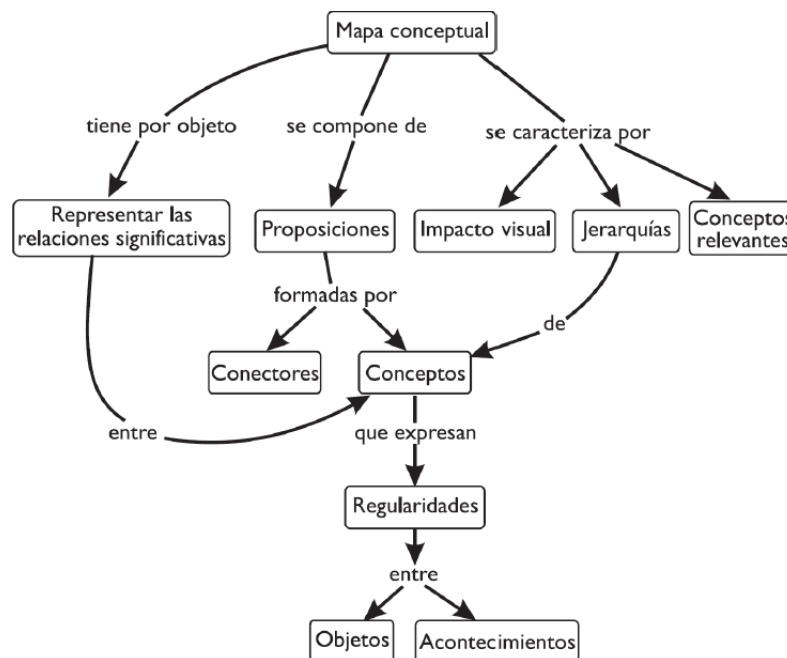 Mapa conceptual
tiene por objeto
se compone de
se caracteriza por
Representar las
relaciones significativas
Proposiciones
Impacto visual
Jerarquías
Conceptos
relevantes
formadas por
de
Conectores
Conceptos
entre
que expresan
Regularidades
entre
Objetos
Acontecimientos